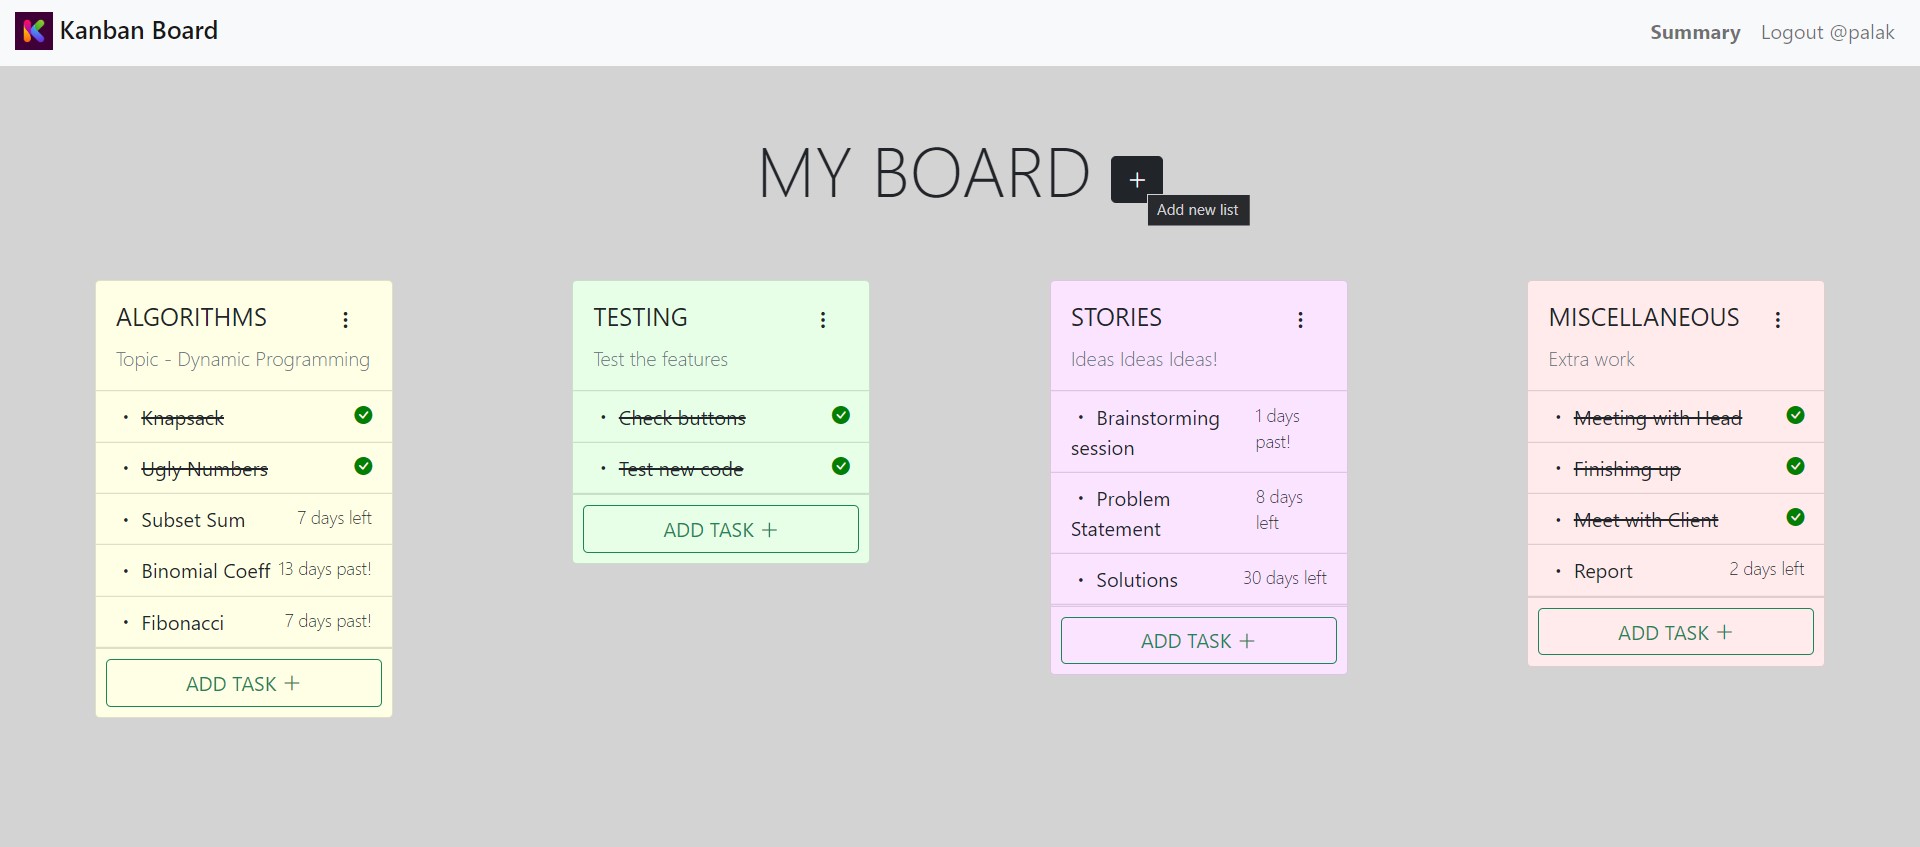 Kanban Board
Summary Logout @palak
MY BOARD +
Add new list
ALGORITHMS
Topic - Dynamic Programming
• Knapsack
• Ugly Numbers
• Subset Sum 7 days left
• Binomial Coeff 13 days past!
• Fibonacci 7 days past!
ADD TASK +
TESTING
Test the features
• Check buttons
• Test new code
ADD TASK +
STORIES
Ideas Ideas Ideas!
• Brainstorming
session
1 days
past!
• Problem
Statement
8 days
left
• Solutions 30 days left
ADD TASK +
MISCELLANEOUS
Extra work
• Meeting with Head
• Finishing up
• Meet with Client
• Report 2 days left
ADD TASK +